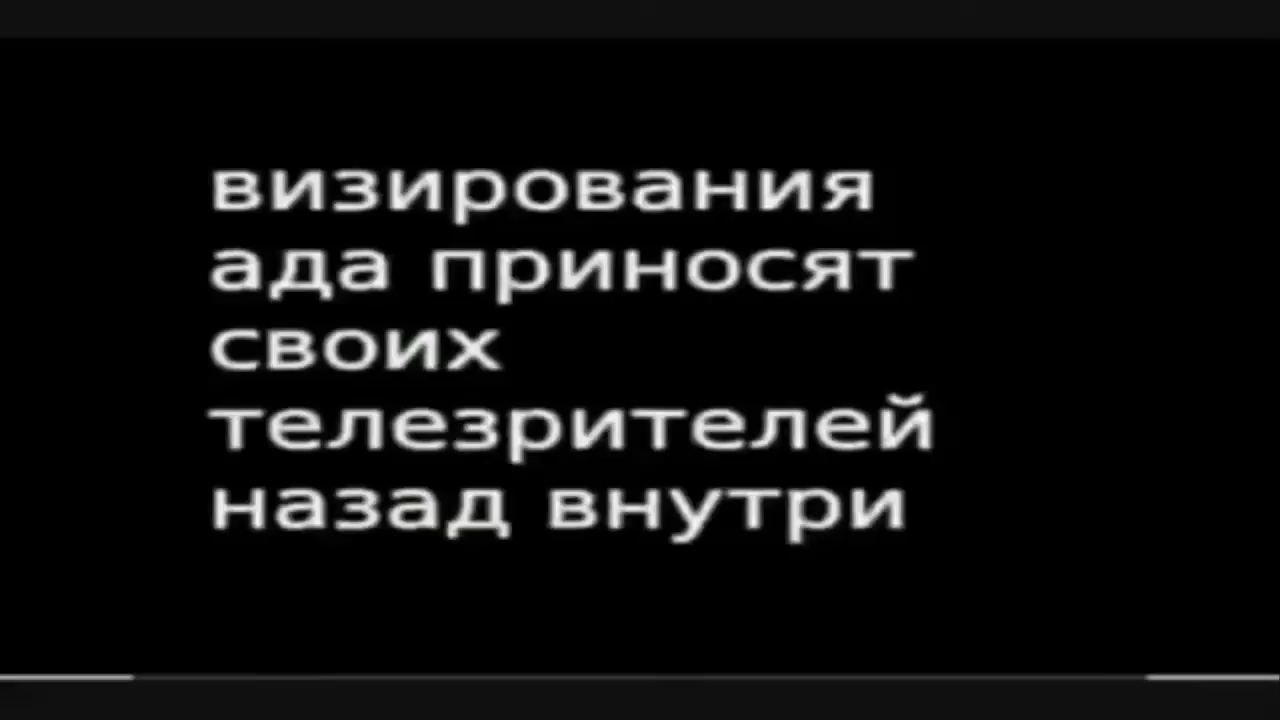 визирования
ада приносят
своих
телезрителей
назад внутри